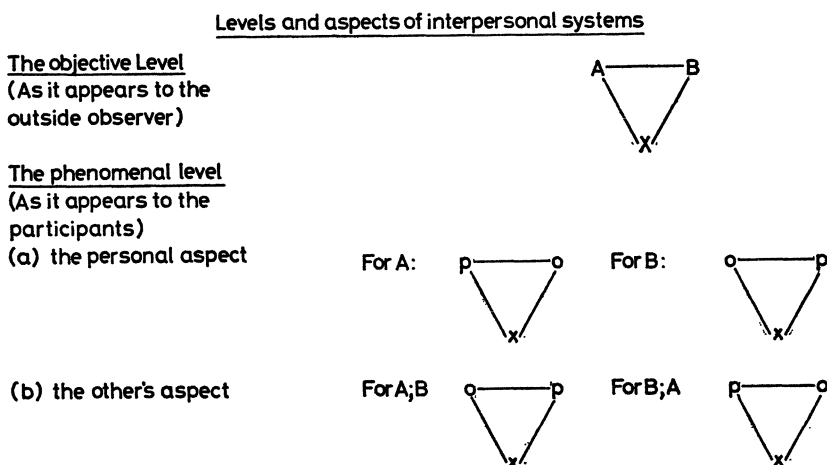 Levels and aspects of interpersonal systems
The objective Level
(As it appears to the
outside observer)
A B
X
The phenomenal level
(As it appears to the
participants)
(a) the personal aspect For A: p o For B: o p
x x
(b) the other's aspect For A;B o p For B;A p o
x x